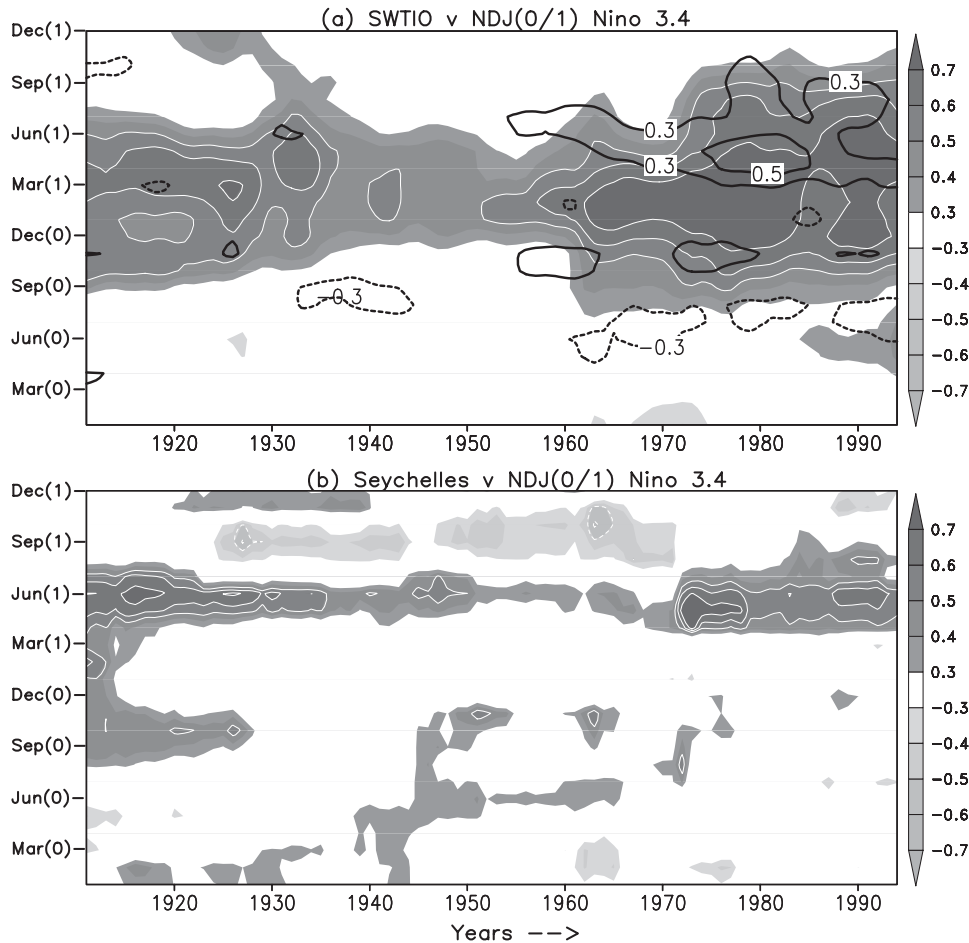 (a) SWTIO v NDJ(0/1) Nino 3.4
Dec(1)
Sep(1)
Jun(1)
Mar(1)
Dec(0)
Sep(0)
Jun(0)
Mar(0)
0.3
0.3
0.3
0.5
-0.3
-0.3
1920 1930 1940 1950 1960 1970 1980 1990
0.7
0.6
0.5
0.4
0.3
-0.3
-0.4
-0.5
-0.6
-0.7
(b) Seychelles v NDJ(0/1) Nino 3.4
Dec(1)
Sep(1)
Jun(1)
Mar(1)
Dec(0)
Sep(0)
Jun(0)
Mar(0)
1920 1930 1940 1950 1960 1970 1980 1990
Years -->
0.7
0.6
0.5
0.4
0.3
-0.3
-0.4
-0.5
-0.6
-0.7